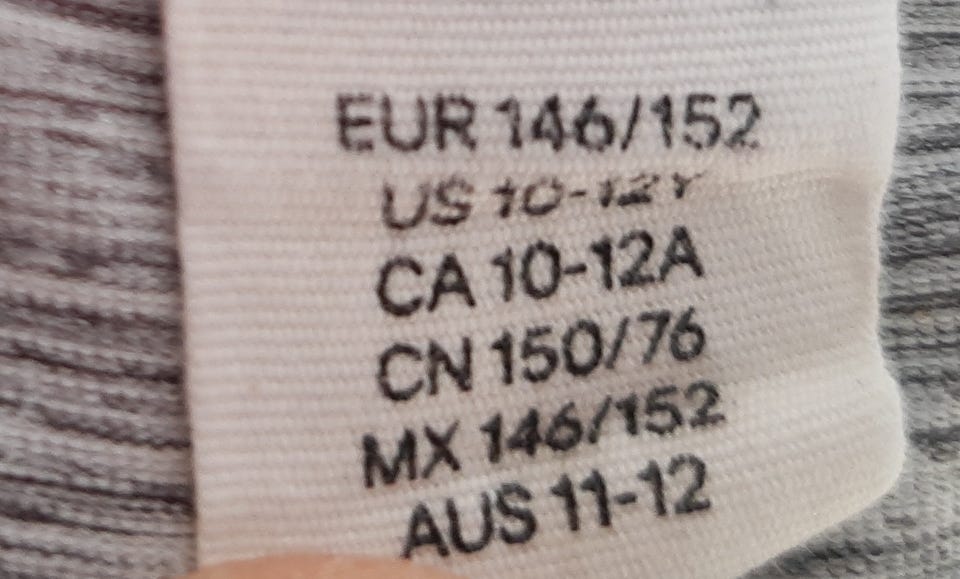 EUR 146/152
US 10-12Y
CA 10-12A
CN 150/76
MX 146/152
AUS 11-12